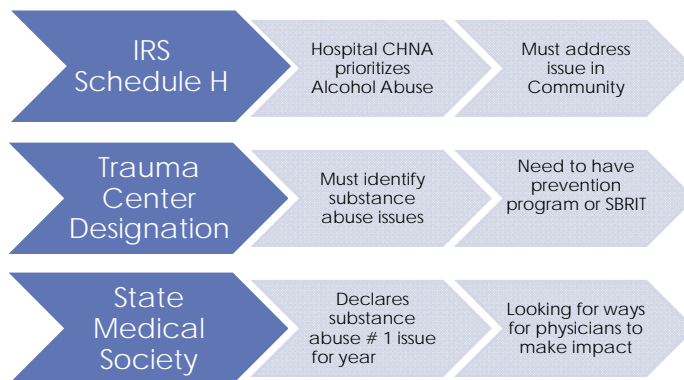 IRS
Schedule H
Hospital CHNA
prioritizes
Alcohol Abuse
Must address
issue in
Community
Trauma
Center
Designation
Must identify
substance
abuse issues
Need to have
prevention
program or SBRIT
State
Medical
Society
Declares
substance
abuse # 1 issue
for year
Looking for ways
for physicians to
make impact